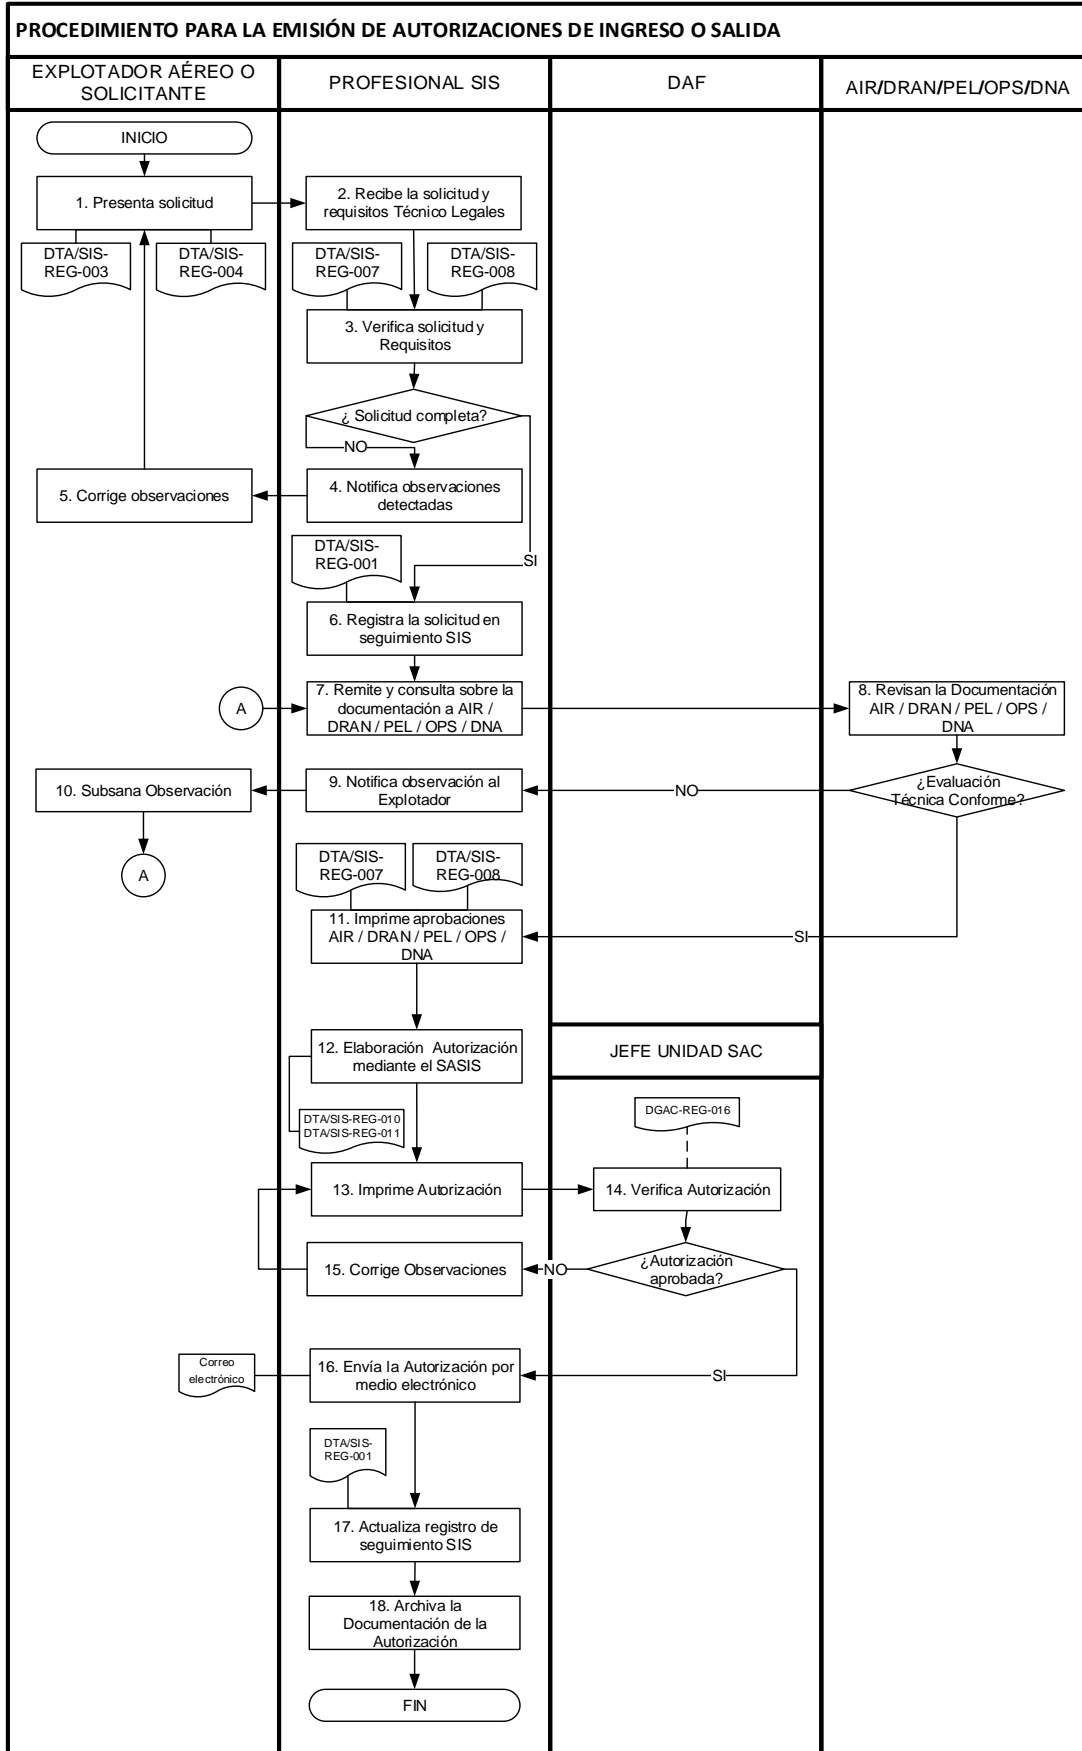 PROCEDIMIENTO PARA LA EMISIÓN DE AUTORIZACIONES DE INGRESO O SALIDA
EXPLOTADOR AÉREO O
SOLICITANTE
PROFESIONAL SIS
DAF
AIR/DRAN/PEL/OPS/DNA
INICIO
1. Presenta solicitud
2. Recibe la solicitud y
requisitos Técnico Legales
DTA/SIS-
REG-003
DTA/SIS-
REG-004
DTA/SIS-
REG-007
DTA/SIS-
REG-008
3. Verifica solicitud y
Requisitos
¿ Solicitud completa?
NO
4. Notifica observaciones
detectadas
5. Corrige observaciones
SI
DTA/SIS-
REG-001
6. Registra la solicitud en
seguimiento SIS
A
7. Remite y consulta sobre la
documentación a AIR /
DRAN / PEL / OPS / DNA
8. Revisan la Documentación
AIR / DRAN / PEL / OPS /
DNA
¿Evaluación
Técnica Conforme?
NO
9. Notifica observación al
Explotador
10. Subsana Observación
A
DTA/SIS-
REG-007
DTA/SIS-
REG-008
11. Imprime aprobaciones
AIR / DRAN / PEL / OPS /
DNA
SI
12. Elaboración Autorización
mediante el SASIS
JEFE UNIDAD SAC
DTA/SIS-REG-010
DTA/SIS-REG-011
DGAC-REG-016
13. Imprime Autorización
14. Verifica Autorización
¿Autorización
aprobada?
NO
15. Corrige Observaciones
SI
16. Envía la Autorización por
medio electrónico
Correo
electrónico
DTA/SIS-
REG-001
17. Actualiza registro de
seguimiento SIS
18. Archiva la
Documentación de la
Autorización
FIN